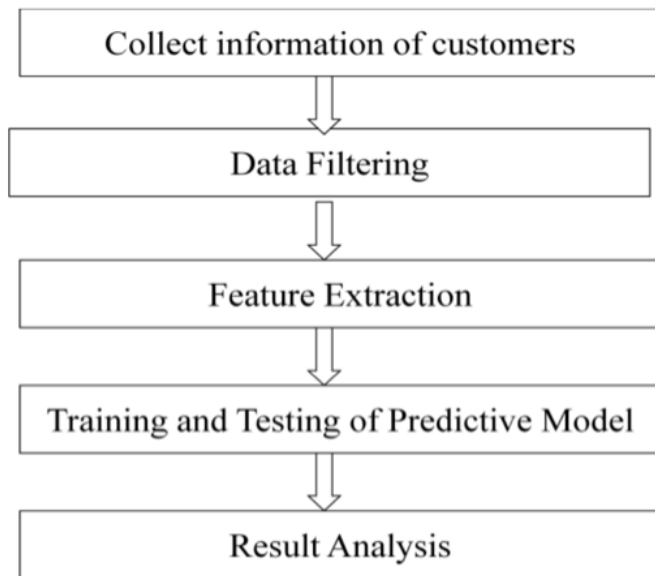 Collect information of customers
Data Filtering
Feature Extraction
Training and Testing of Predictive Model
Result Analysis